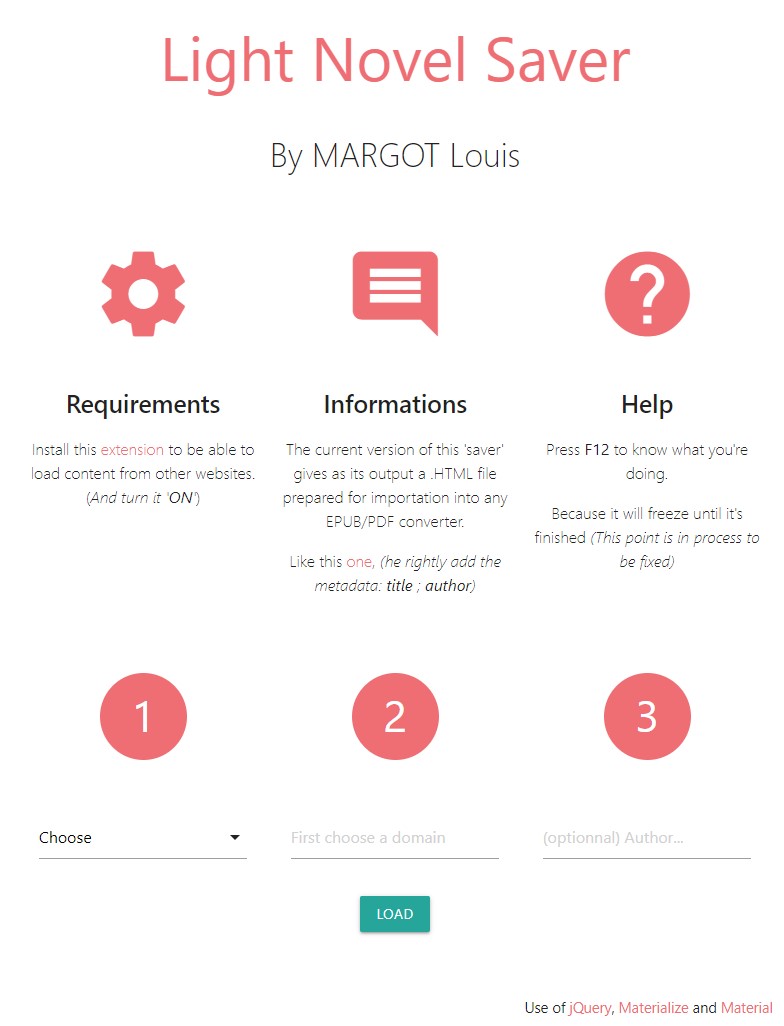 Light Novel Saver
By MARGOT Louis
Requirements
Install this extension to be able to
load content from other websites.
(And turn it 'ON')
Informations
The current version of this 'saver'
gives as its output a .HTML file
prepared for importation into any
EPUB/PDF converter.
Like this one, (he rightly add the
metadata: title ; author)
Help
Press F12 to know what you're
doing.
Because it will freeze until it's
finished (This point is in process to
be fixed)
1
2
3
Choose
First choose a domain
(optionnal) Author...
LOAD
Use of jQuery, Materialize and Material